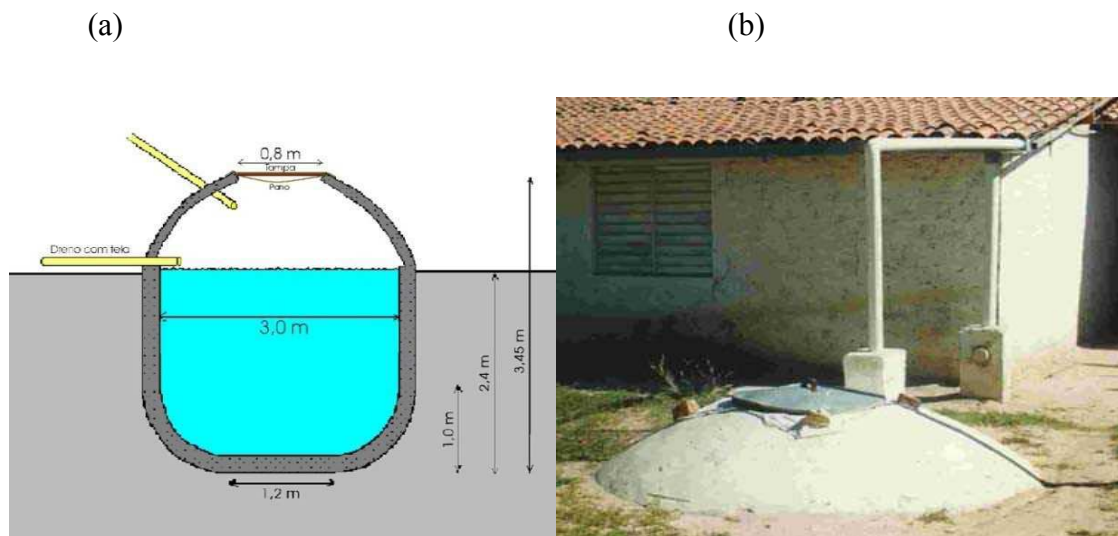 (a)
(b)
0,8 m
Tampa
Pano
Dreno com tela
3,0 m
2,4 m
3,45 m
1,0 m
1,2 m